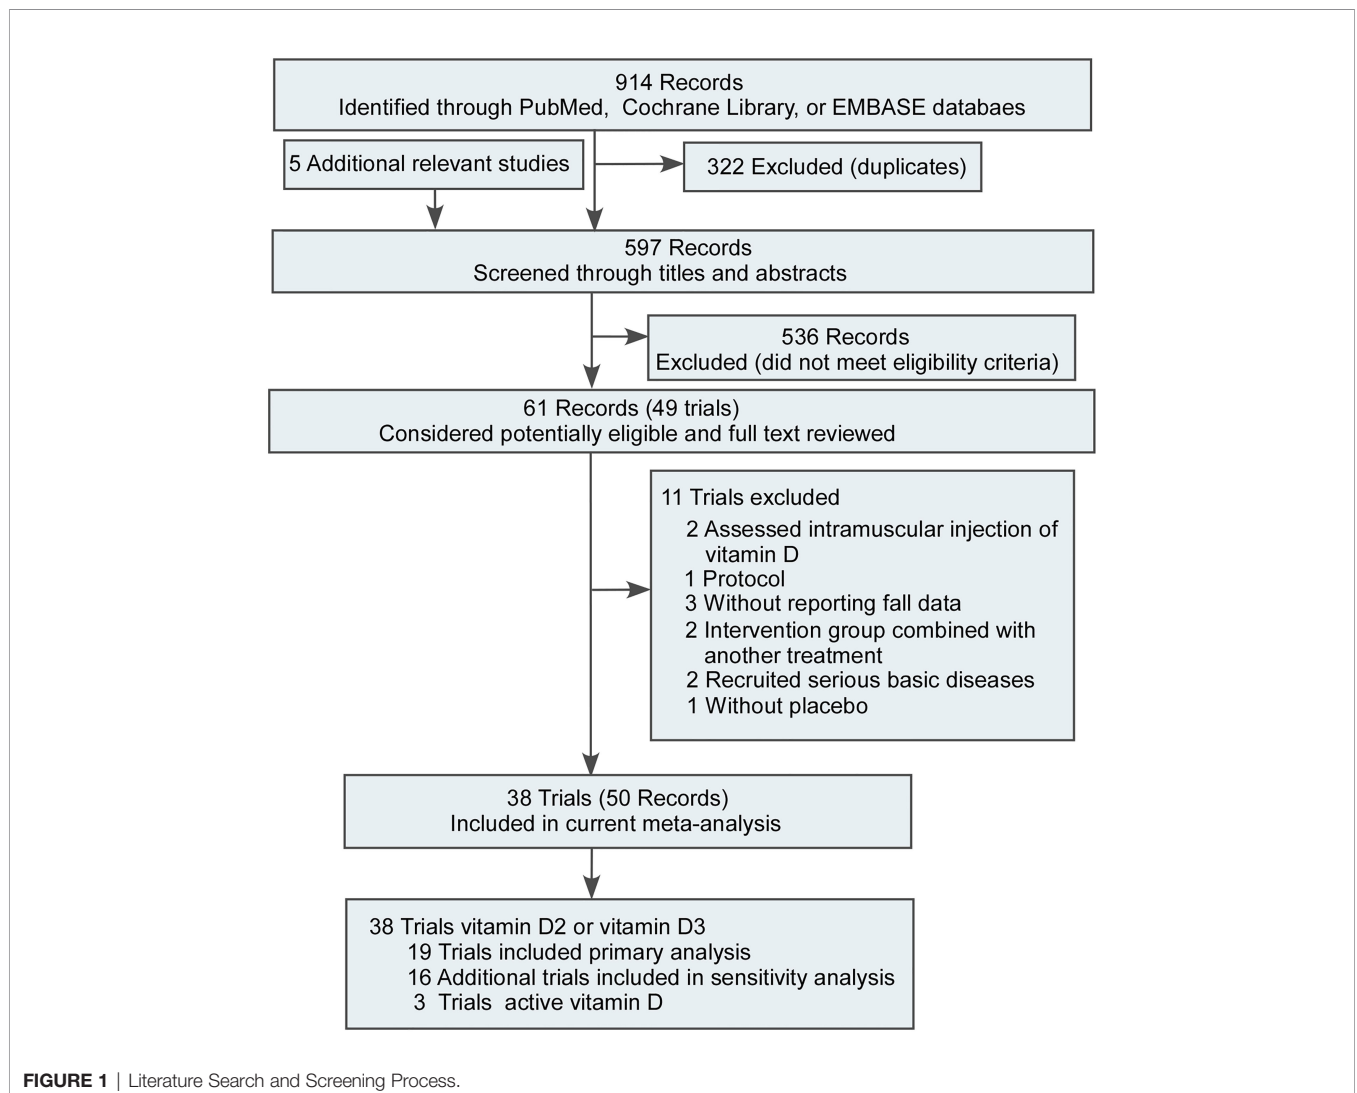 914 Records
Identified through PubMed, Cochrane Library, or EMBASE databaes
5 Additional relevant studies
322 Excluded (duplicates)
597 Records
Screened through titles and abstracts
536 Records
Excluded (did not meet eligibility criteria)
61 Records (49 trials)
Considered potentially eligible and full text reviewed
11 Trials excluded
2 Assessed intramuscular injection of
vitamin D
1 Protocol
3 Without reporting fall data
2 Intervention group combined with
another treatment
2 Recruited serious basic diseases
1 Without placebo
38 Trials (50 Records)
Included in current meta-analysis
38 Trials vitamin D2 or vitamin D3
19 Trials included primary analysis
16 Additional trials included in sensitivity analysis
3 Trials active vitamin D
FIGURE 1 | Literature Search and Screening Process.